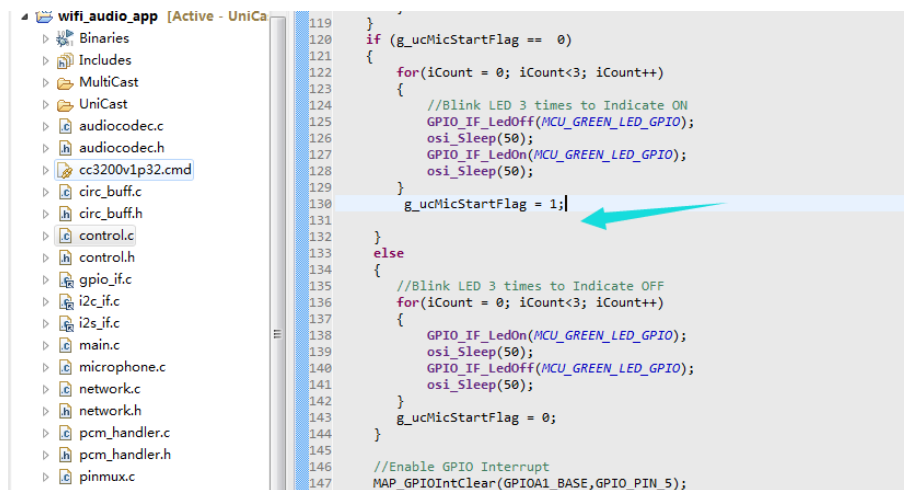 wifi_audio_app [Active - UniCa
Binaries
Includes
MultiCast
UniCast
audiocodec.c
audiocodec.h
cc3200v1p32.cmd
circ_buff.c
circ_buff.h
control.c
control.h
gpio_if.c
i2c_if.c
i2s_if.c
main.c
microphone.c
network.c
network.h
pcm_handler.c
pcm_handler.h
pinmux.c
119 }
120 if (g_ucMicStartFlag == 0)
121 {
122 for(iCount = 0; iCount<3; iCount++)
123 {
124 //Blink LED 3 times to Indicate ON
125 GPIO_IF_LedOff(MCU_GREEN_LED_GPIO);
126 osi_Sleep(50);
127 GPIO_IF_LedOn(MCU_GREEN_LED_GPIO);
128 osi_Sleep(50);
129 }
130 g_ucMicStartFlag = 1;
131
132 }
133 else
134 {
135 //Blink LED 3 times to Indicate OFF
136 for(iCount = 0; iCount<3; iCount++)
137 {
138 GPIO_IF_LedOn(MCU_GREEN_LED_GPIO);
139 osi_Sleep(50);
140 GPIO_IF_LedOff(MCU_GREEN_LED_GPIO);
141 osi_Sleep(50);
142 }
143 g_ucMicStartFlag = 0;
144 }
145
146 //Enable GPIO Interrupt
147 MAP_GPIOIntClear(GPIOA1_BASE,GPIO_PIN_5);